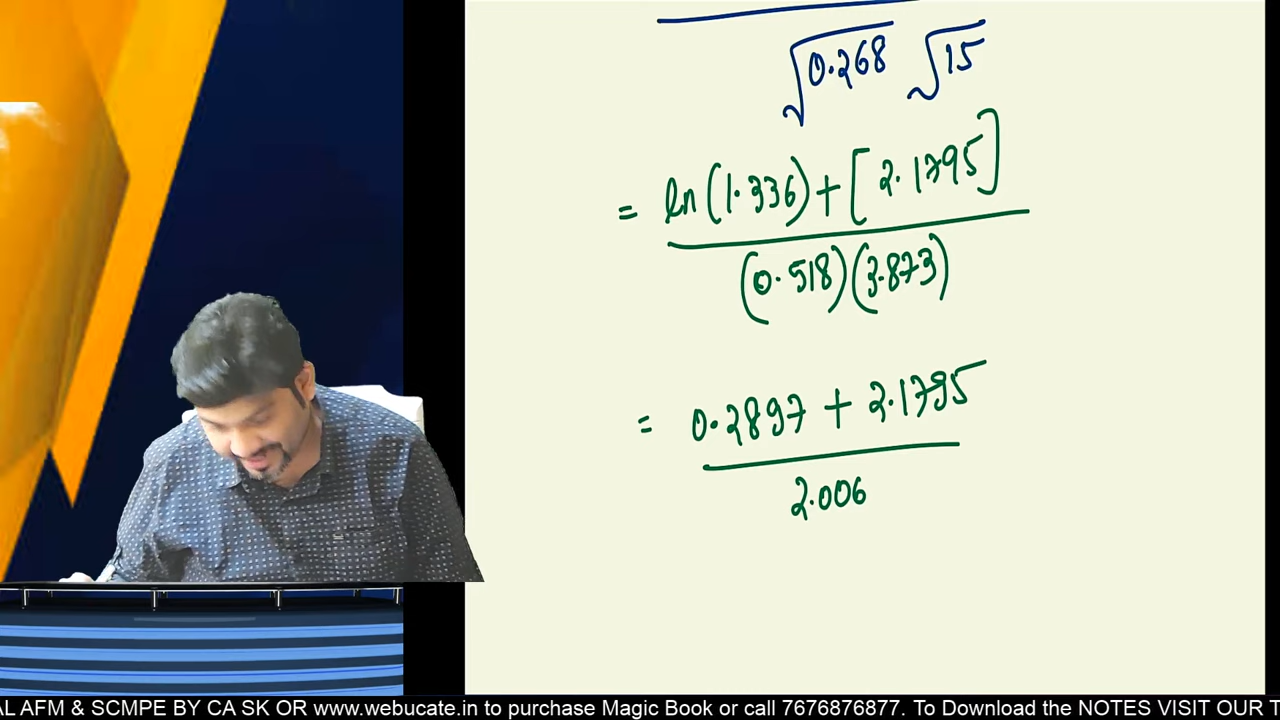 √0.268 √15
= ln(1.336) + [2.1795]
(0.518)(3.873)
= 0.2897 + 2.1795
2.006
AL AFM & SCMPE BY CA SK OR www.webucate.in to purchase Magic Book or call 7676876877. To Download the NOTES VISIT OUR T